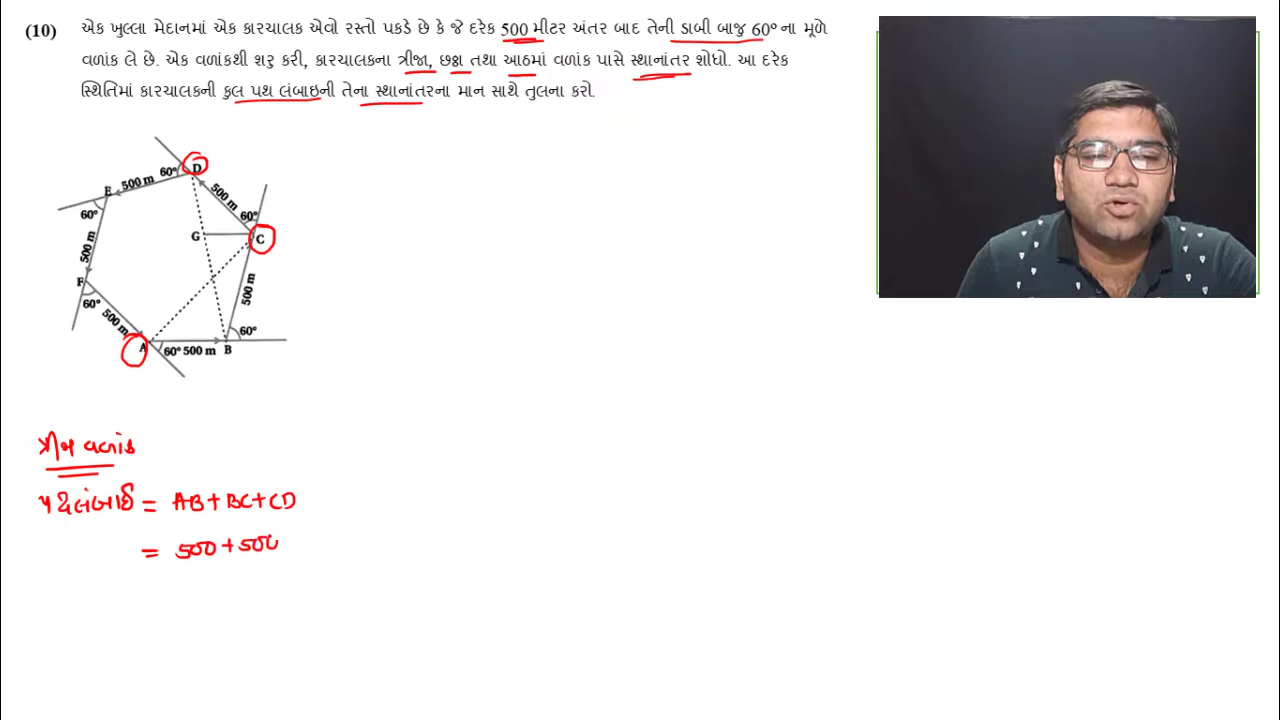 (10) એક ખુલ્લા મેદાનમાં એક કારચાલક એવો રસ્તો પકડે છે કે જે દરેક 500 મીટર અંતર બાદ તેની ડાબી બાજુ 60° ના મૂળે
વળાંક લે છે. એક વળાંકથી શરુ કરી, કારચાલકના ત્રીજા, છઠ્ઠા તથા આઠમાં વળાંક પાસે સ્થાનાંતર શોધો. આ દરેક
સ્થિતિમાં કારચાલકની કુલ પથ લંબાઇની તેના સ્થાનાંતરના માન સાથે તુલના કરો.
D
60°
500 m
E
500 m
60°
60°
G
C
500 m
500 m
F
60°
500 m
60°
A
60° 500 m
B
ત્રીજા વળાંક
પથલંબાઈ = AB + BC + CD
= 500 + 500